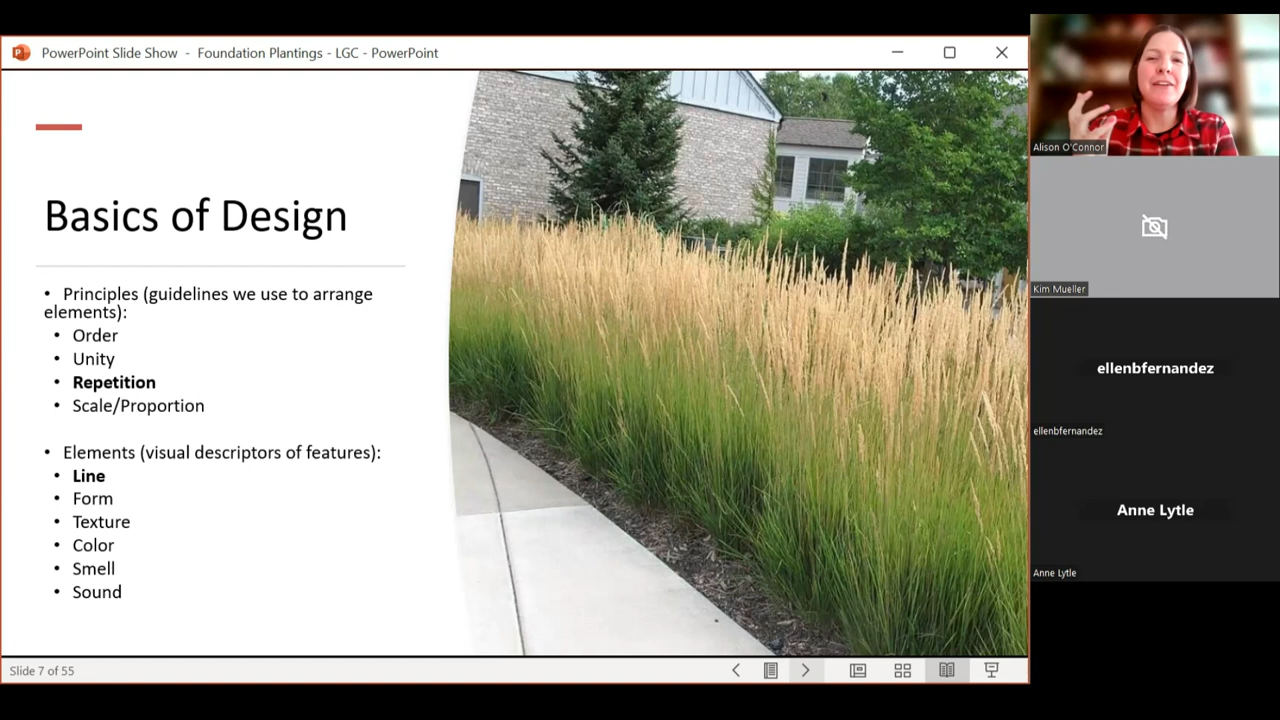 PowerPoint Slide Show - Foundation Plantings - LGC - PowerPoint
Basics of Design
• Principles (guidelines we use to arrange
elements):
• Order
• Unity
• Repetition
• Scale/Proportion
• Elements (visual descriptors of features):
• Line
• Form
• Texture
• Color
• Smell
• Sound
Slide 7 of 55
Alison O'Connor
Kim Mueller
ellenbfernandez
ellenbfernandez
Anne Lytle
Anne Lytle